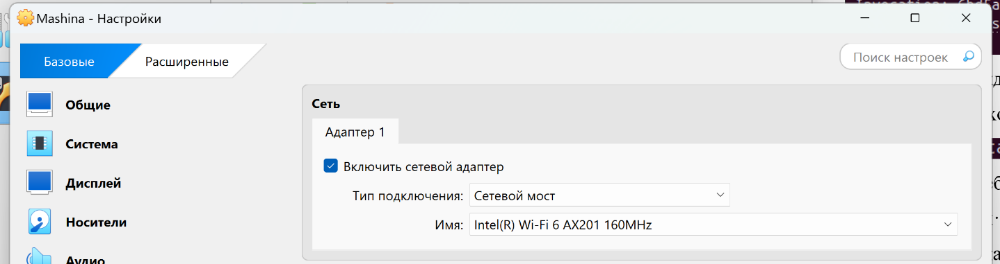 Mashina - Настройки
Базовые
Расширенные
Поиск настроек
Общие
Система
Дисплей
Носители
Аудио
Сеть
Адаптер 1
Включить сетевой адаптер
Тип подключения: Сетевой мост
Имя: Intel(R) Wi-Fi 6 AX201 160MHz